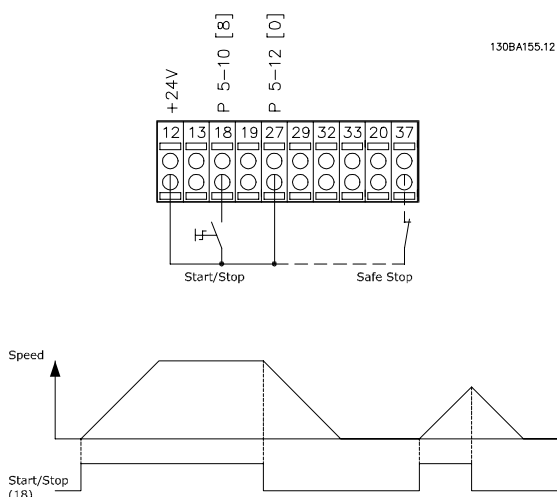 130BA155.12
+24V
P 5-10 [8]
P 5-12 [0]
12 13 18 19 27 29 32 33 20 37
Start/Stop
Safe Stop
Speed
Start/Stop
(18)